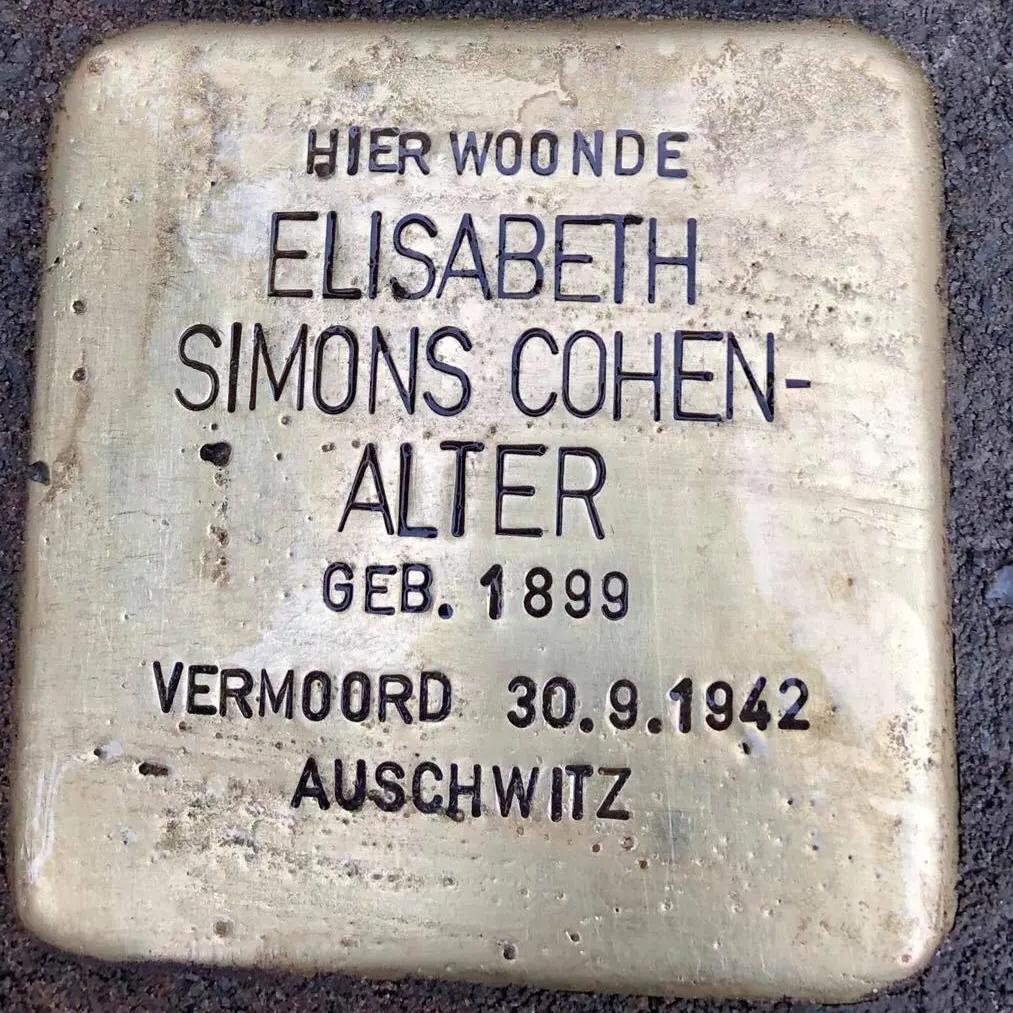 HIER WOONDE
ELISABETH
SIMONS COHEN-
ALTER
GEB. 1899
VERMOORD 30.9.1942
AUSCHWITZ